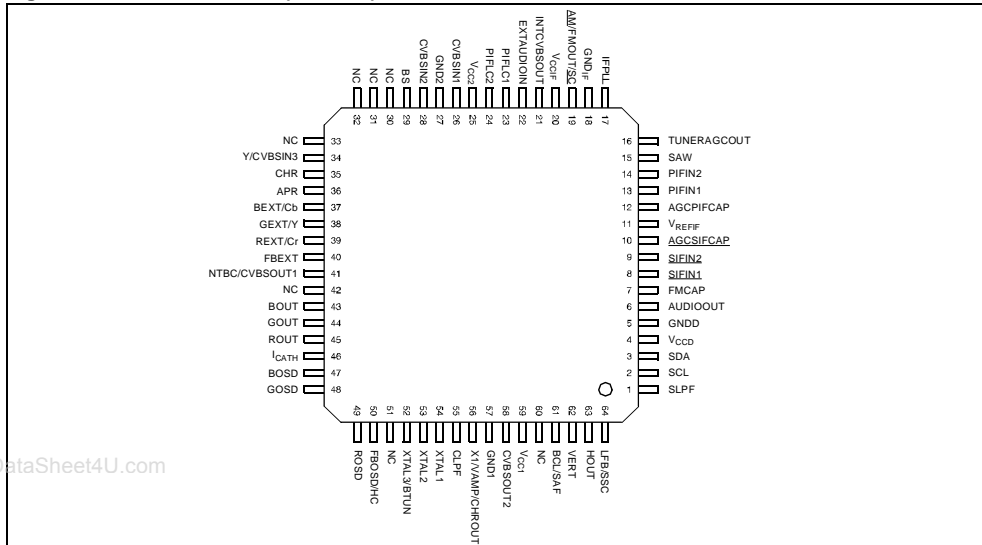 NC
NC
NC
BS
CVBSIN2
GND2
CVBSIN1
VCC2
PIFLC2
PIFLC1
EXTAUDIOIN
INTCVBSOUT
VCCIF
AM/FMOUT/SC
GNDIF
IFPLL
32 31 30 29 28 27 26 25 24 23 22 21 20 19 18 17
NC 33
Y/CVBSIN3 34
CHR 35
APR 36
BEXT/Cb 37
GEXT/Y 38
REXT/Cr 39
FBEXT 40
NTBC/CVBSOUT1 41
NC 42
BOUT 43
GOUT 44
ROUT 45
ICATH 46
BOSD 47
GOSD 48
16 TUNERAGCOUT
15 SAW
14 PIFIN2
13 PIFIN1
12 AGCPIFCAP
11 VREFIF
10 AGCSIFCAP
9 SIFIN2
8 SIFIN1
7 FMCAP
6 AUDIOOUT
5 GNDD
4 VCCD
3 SDA
2 SCL
1 SLPF
49 50 51 52 53 54 55 56 57 58 59 60 61 62 63 64
ROSD
FBOSD/HC
NC
XTAL3/BTUN
XTAL2
XTAL1
CLPF
X1/VAMP/CHROUT
GND1
CVBSOUT2
VCC1
NC
BCL/SAF
VERT
HOUT
LFB/SSC
ataSheet4U.com